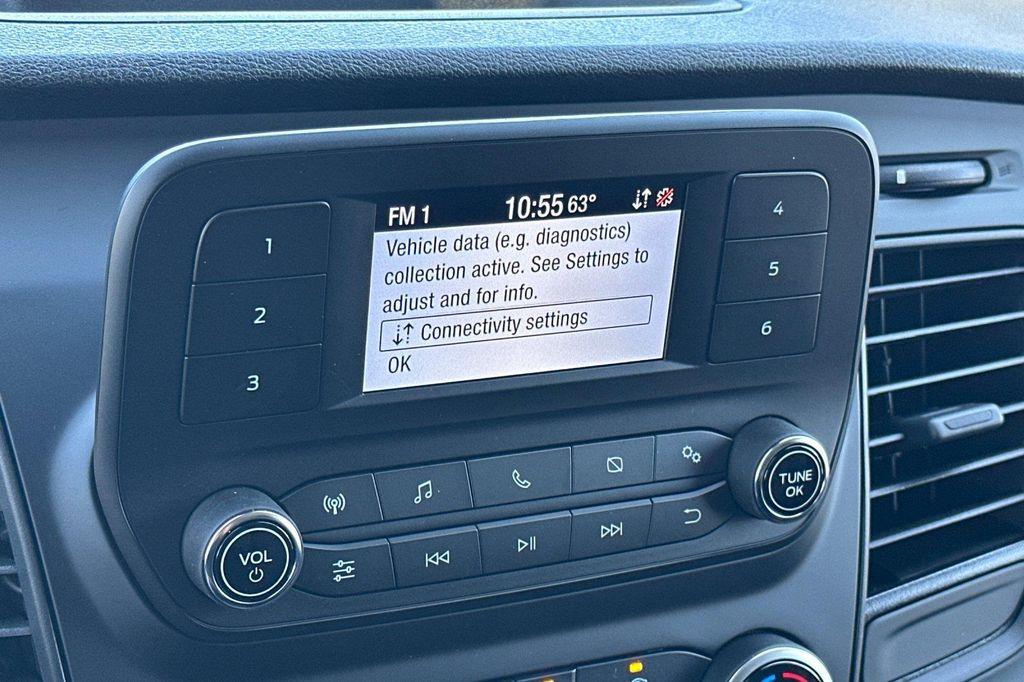 FM 1 10:55 63°
Vehicle data (e.g. diagnostics)
collection active. See Settings to
adjust and for info.
Connectivity settings
OK
1
2
3
4
5
6
VOL
TUNE
OK